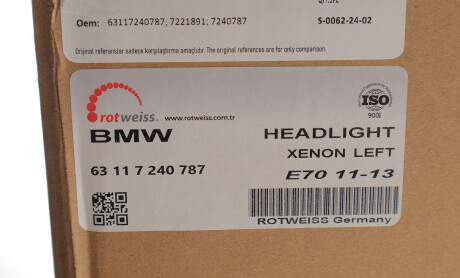 Oem: 63117240787; 7221891; 7240787
S-0062-24-02
Orijinal referanslar sadece karşılaştırma amaçlıdır. The original references are for only comparison.
rotweiss. www.rotweiss.com.tr
ISO
9001
BMW
HEADLIGHT
XENON LEFT
63 11 7 240 787
E70 11-13
ROTWEISS Germany